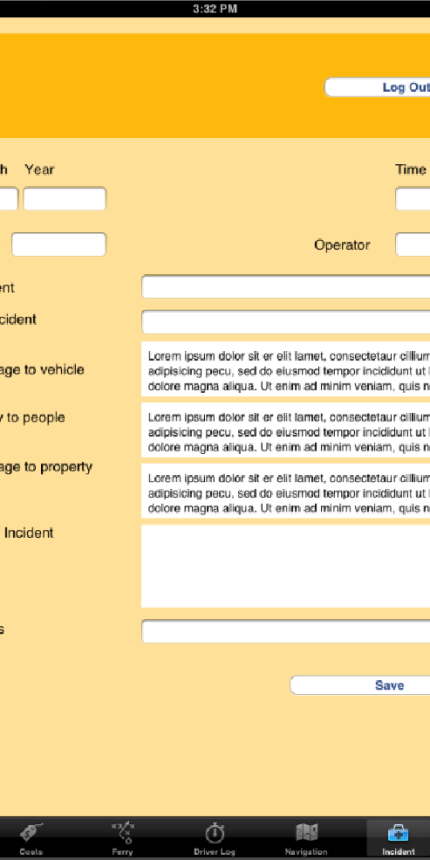 3:32 PM
Log Out
h Year
Time
Operator
ent
cident
age to vehicle
Lorem ipsum dolor sit er elit lamet, consectetaur cillium
adipisicing pecu, sed do eiusmod tempor incididunt ut l
dolore magna aliqua. Ut enim ad minim veniam, quis n
y to people
Lorem ipsum dolor sit er elit lamet, consectetaur cillium
adipisicing pecu, sed do eiusmod tempor incididunt ut l
dolore magna aliqua. Ut enim ad minim veniam, quis n
age to property
Lorem ipsum dolor sit er elit lamet, consectetaur cillium
adipisicing pecu, sed do eiusmod tempor incididunt ut l
dolore magna aliqua. Ut enim ad minim veniam, quis n
Incident
s
Save
Costs Ferry Driver Log Navigation Incident